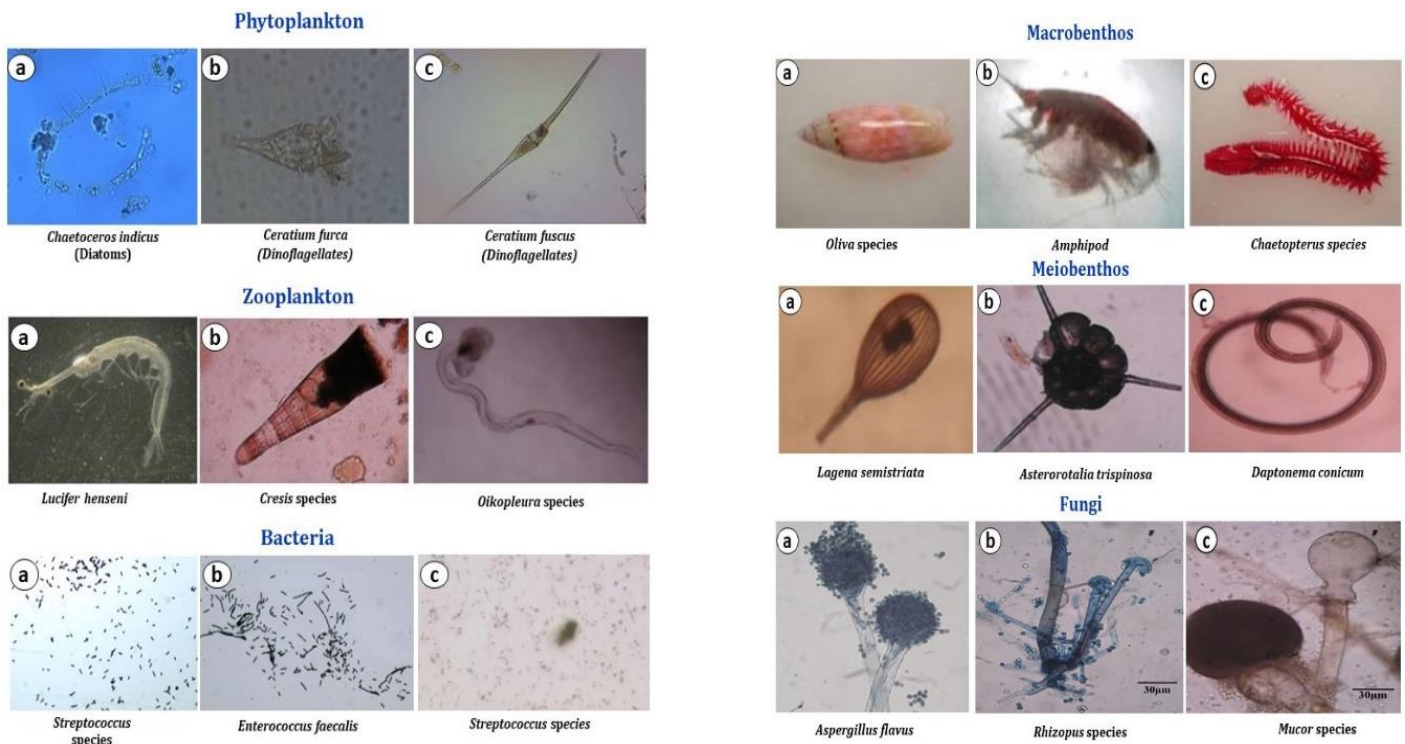 Phytoplankton
a
b
c
Chaetoceros indicus
(Diatoms)
Ceratium furca
(Dinoflagellates)
Ceratium fuscus
(Dinoflagellates)
Zooplankton
a
b
c
Lucifer henseni
Cresis species
Oikopleura species
Bacteria
a
b
c
Streptococcus
species
Enterococcus faecalis
Streptococcus species
Macrobenthos
a
b
c
Oliva species
Amphipod
Chaetopterus species
Meiobenthos
a
b
c
Lagena semistriata
Asterorotalia trispinosa
Daptonema conicum
Fungi
a
b
c
30µm
30µm
Aspergillus flavus
Rhizopus species
Mucor species